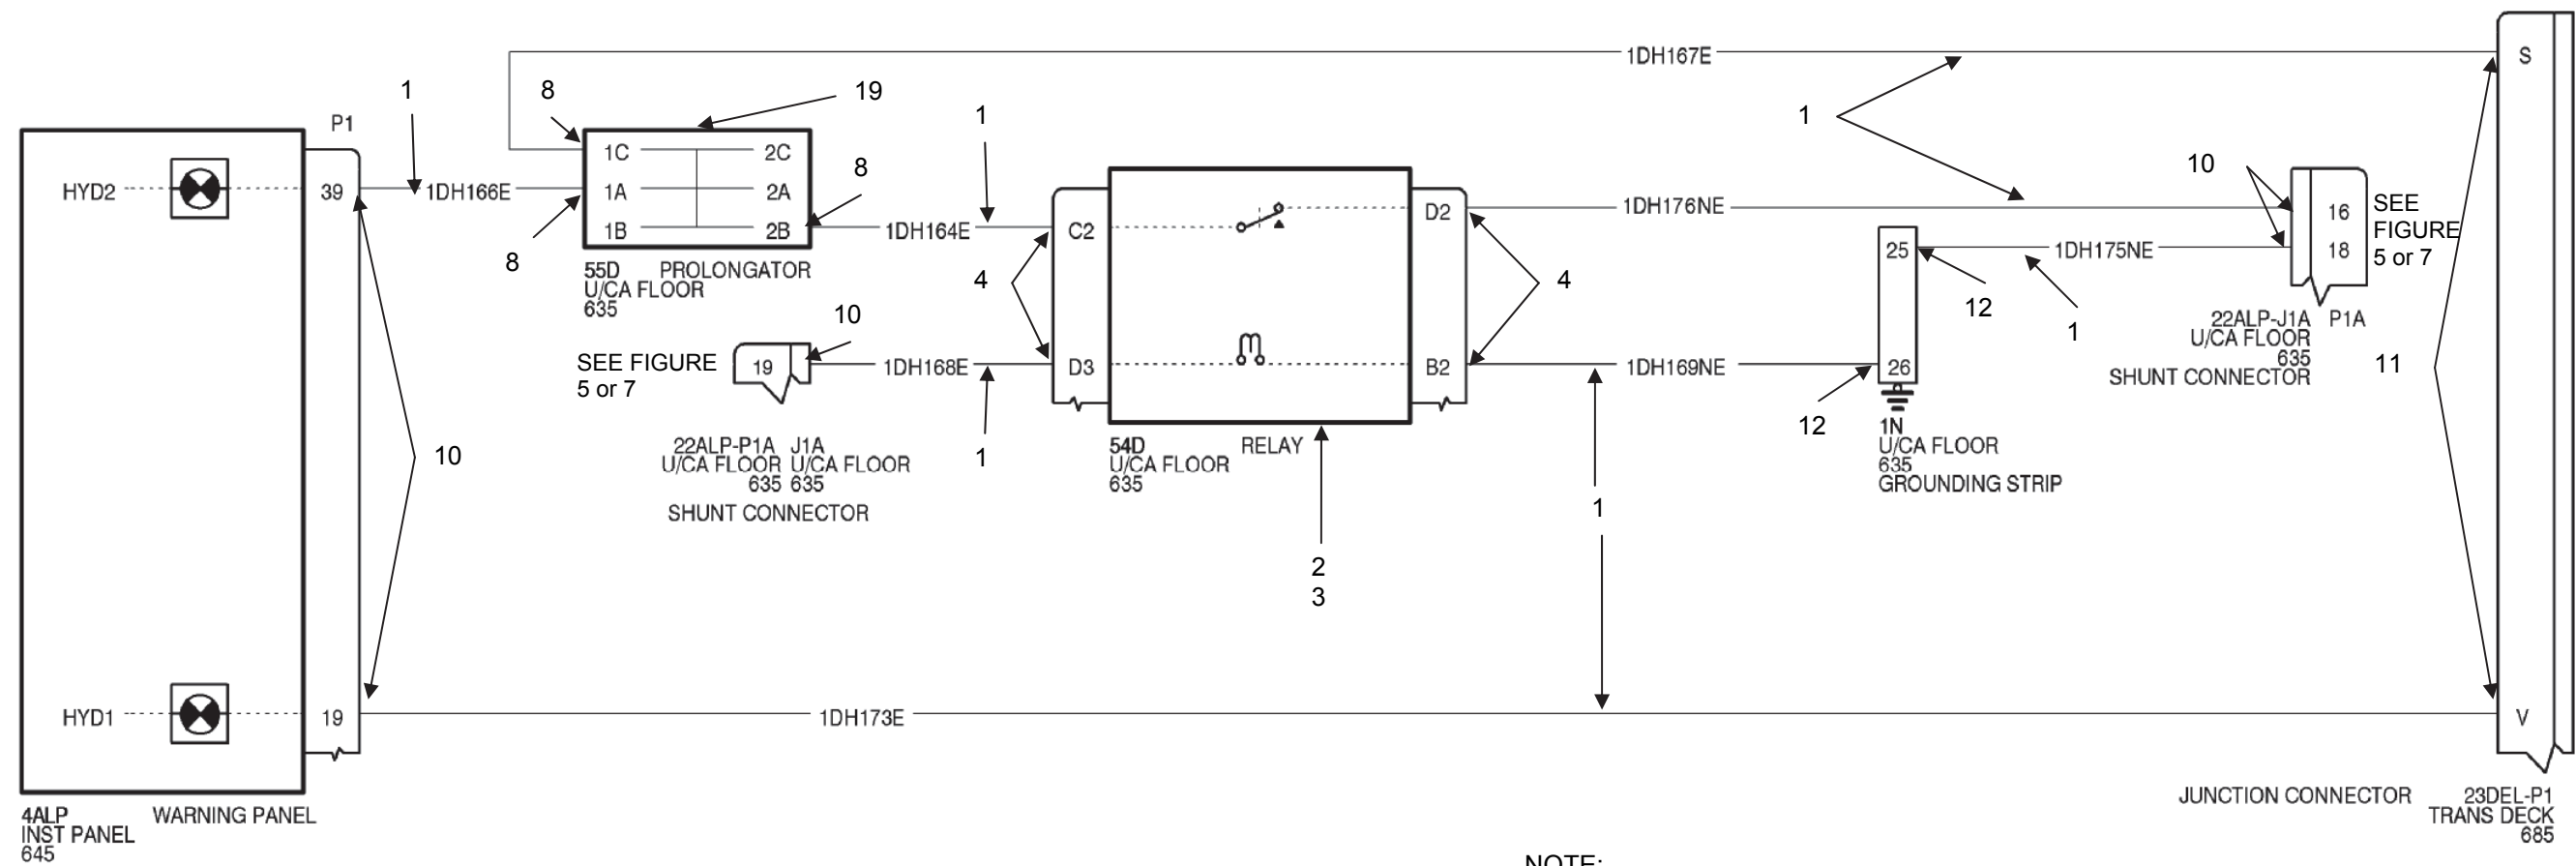 1DH167E
S
1
8
19
1
1
P1
1C
2C
8
10
HYD2
39
1DH166E
1A
2A
D2
1DH176NE
16
SEE
FIGURE
5 or 7
1B
2B
1DH164E
C2
25
1DH175NE
18
8
55D
PROLONGATOR
U/CA FLOOR
635
4
4
12
1
10
22ALP-J1A
P1A
U/CA FLOOR
635
SHUNT CONNECTOR
SEE FIGURE
5 or 7
19
1DH168E
D3
B2
1DH169NE
26
11
12
10
22ALP-P1A
J1A
U/CA FLOOR
U/CA FLOOR
635
635
SHUNT CONNECTOR
1
54D
RELAY
U/CA FLOOR
635
1N
U/CA FLOOR
635
GROUNDING STRIP
1
2
3
HYD1
19
1DH173E
V
4ALP
WARNING PANEL
INST PANEL
645
JUNCTION CONNECTOR
23DEL-P1
TRANS DECK
685
NOTE: